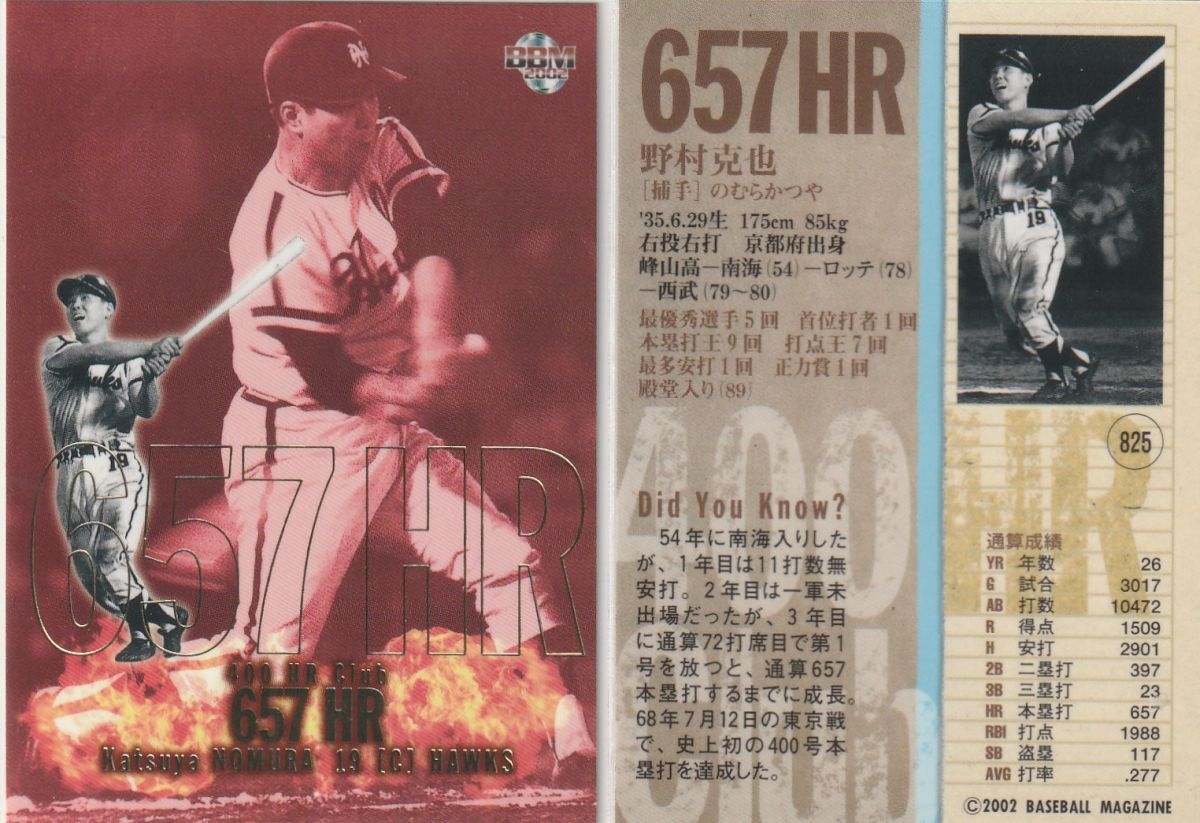 BBM
2002
657 HR
400 HR Club
657 HR
Katsuya NOMURA 19 [C] HAWKS
19
657 HR
野村克也
[捕手] のむらかつや
'35.6.29生 175cm 85kg
右投右打 京都府出身
峰山高－南海 (54) －ロッテ (78)
－西武 (79～80)
最優秀選手5回 首位打者1回
本塁打王9回 打点王7回
最多安打1回 正力賞1回
殿堂入り(89)
400
HR
Club
Did You Know?
54年に南海入りした
が、1年目は11打数無
安打。2年目は一軍未
出場だったが、3年目
に通算72打席目で第1
号を放つと、通算657
本塁打するまでに成長。
68年7月12日の東京戦
で、史上初の400号本
塁打を達成した。
19
825
通算成績
YR 年数 26
G 試合 3017
AB 打数 10472
R 得点 1509
H 安打 2901
2B 二塁打 397
3B 三塁打 23
HR 本塁打 657
RBI 打点 1988
SB 盗塁 117
AVG 打率 .277
©2002 BASEBALL MAGAZINE